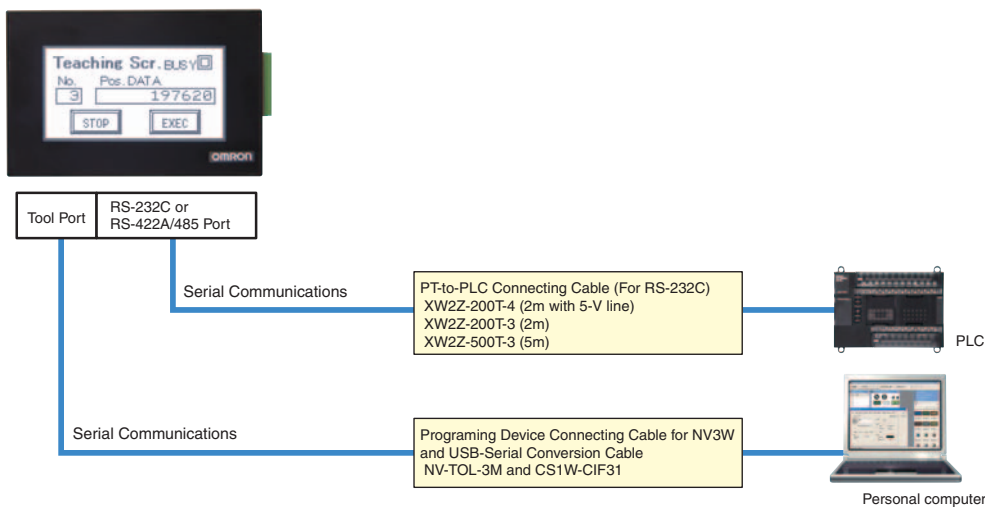 Teaching Scr. BUSY
No. Pos. DATA
3 197620
STOP EXEC
OMRON
Tool Port
RS-232C or
RS-422A/485 Port
Serial Communications
PT-to-PLC Connecting Cable (For RS-232C)
XW2Z-200T-4 (2m with 5-V line)
XW2Z-200T-3 (2m)
XW2Z-500T-3 (5m)
PLC
Serial Communications
Programing Device Connecting Cable for NV3W
and USB-Serial Conversion Cable
NV-TOL-3M and CS1W-CIF31
Personal computer